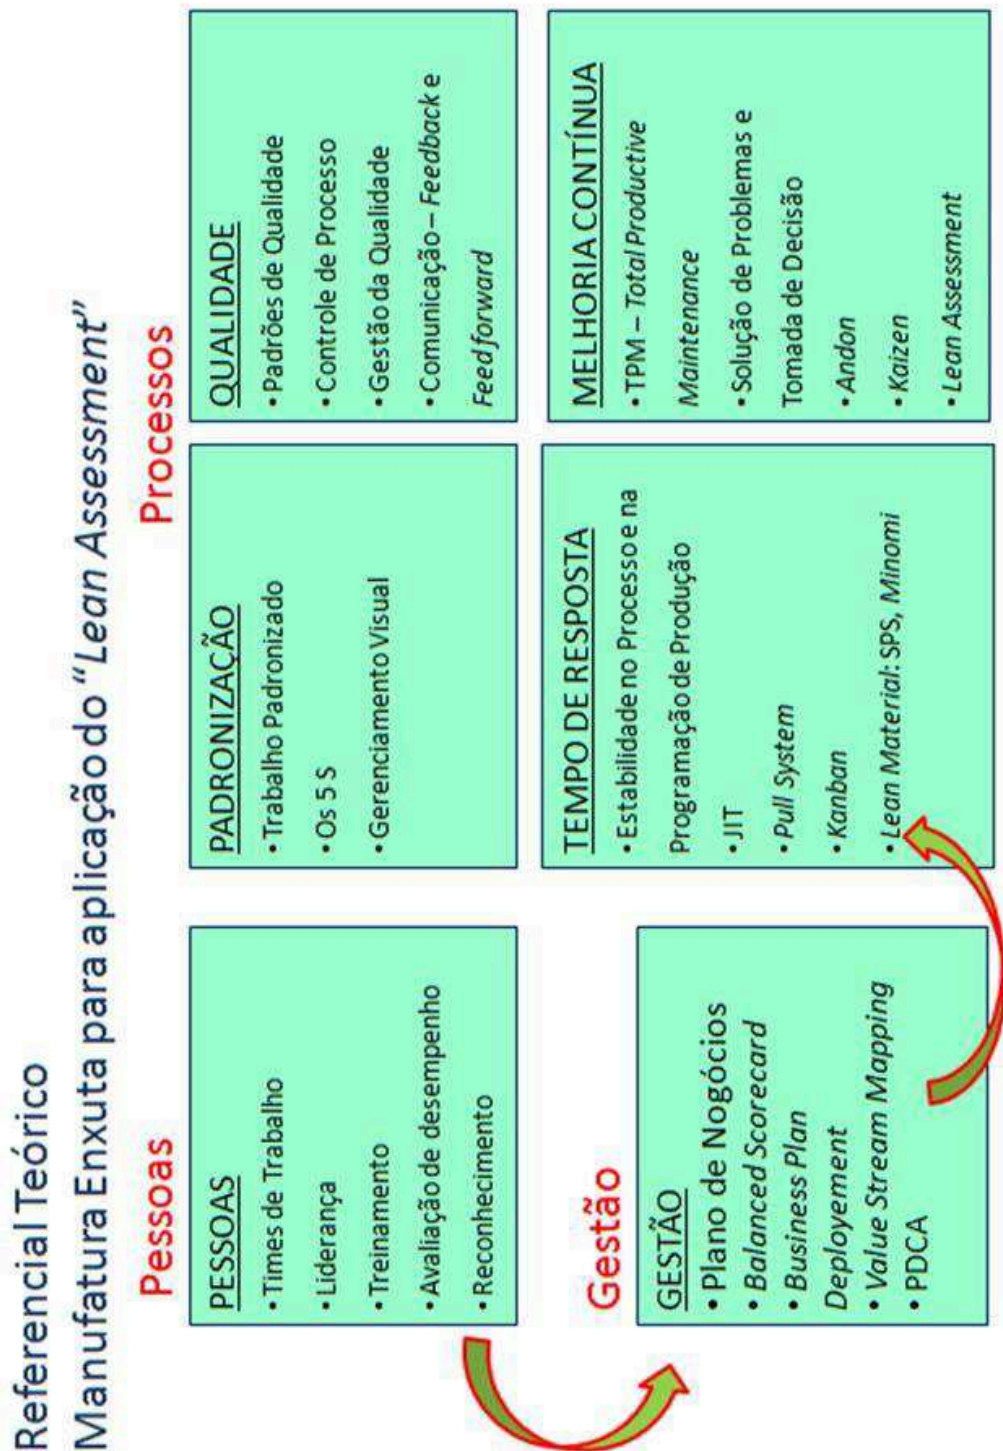 Referencial Teórico
Manufatura Enxuta para aplicação do “Lean Assessment”
Pessoas
PESSOAS
• Times de Trabalho
• Liderança
• Treinamento
• Avaliação de desempenho
• Reconhecimento
Gestão
GESTÃO
• Plano de Nogócios
• Balanced Scorecard
• Business Plan
Deployement
• Value Stream Mapping
• PDCA
Processos
PADRONIZAÇÃO
• Trabalho Padronizado
• Os 5 S
• Gerenciamento Visual
QUALIDADE
• Padrões de Qualidade
• Controle de Processo
• Gestão da Qualidade
• Comunicação – Feedback e
Feedforward
TEMPO DE RESPOSTA
• Estabilidade no Processo e na
Programação de Produção
• JIT
• Pull System
• Kanban
• Lean Material: SPS, Minomi
MELHORIA CONTÍNUA
• TPM – Total Productive
Maintenance
• Solução de Problemas e
Tomada de Decisão
• Andon
• Kaizen
• Lean Assessment